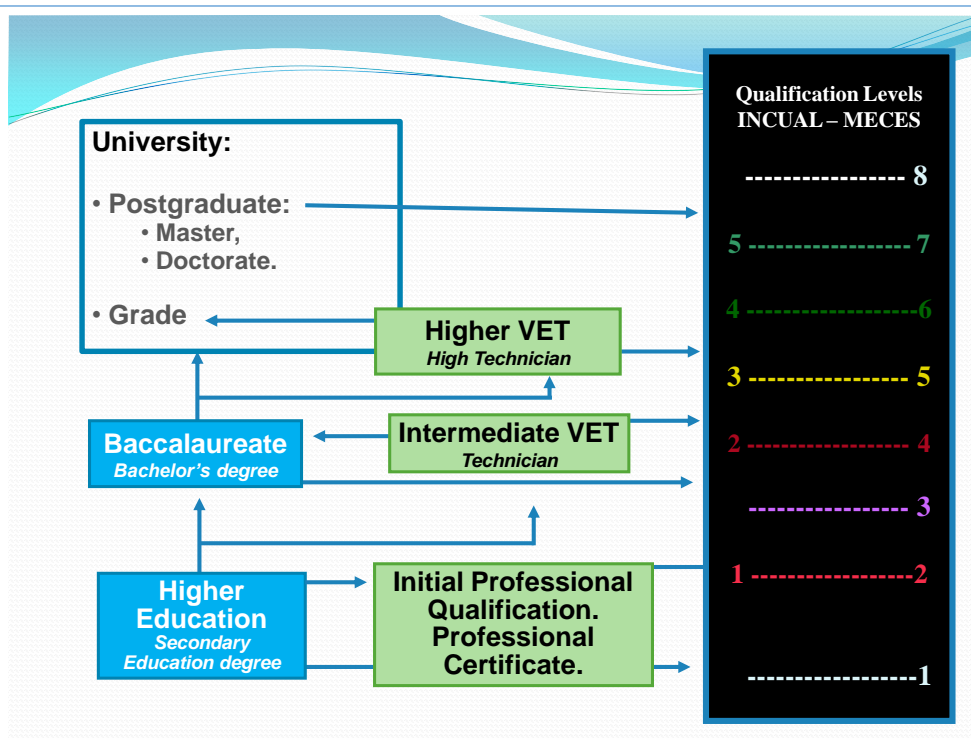 Qualification Levels
INCUAL – MECES
University:
• Postgraduate:
• Master,
• Doctorate.
• Grade
Higher VET
High Technician
Intermediate VET
Technician
Baccalaureate
Bachelor's degree
Higher
Education
Secondary
Education degree
Initial Professional
Qualification.
Professional
Certificate.
----------------- 8
5 ------------------ 7
4 ------------------6
3 ----------------- 5
2 ----------------- 4
----------------- 3
1 ------------------2
------------------1